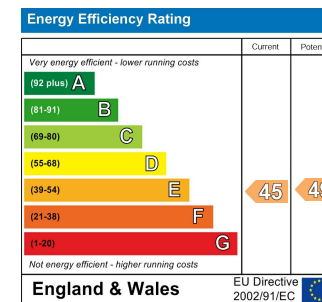 Energy Efficiency Rating
Current
Very energy efficient - lower running costs
(92 plus) A
(81-91) B
(69-80) C
(55-68) D
(39-54) E
45
(21-38) F
(1-20) G
Not energy efficient - higher running costs
England & Wales
EU Directive
2002/91/EC